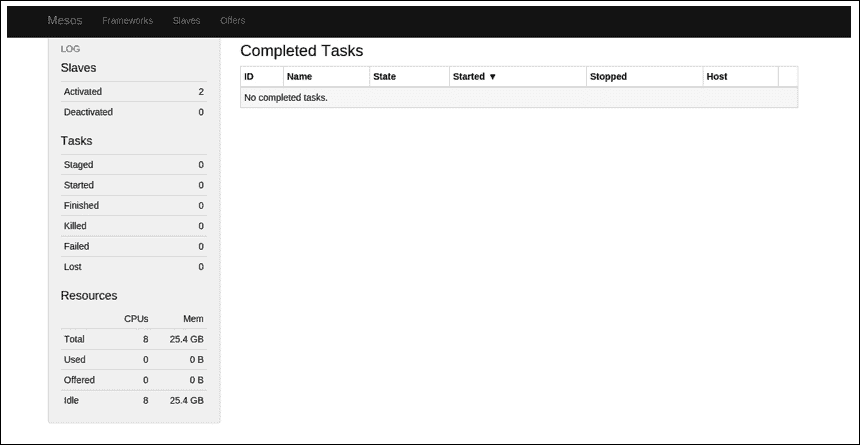 Mesos Frameworks Slaves Offers
LOG
Slaves
Activated 2
Deactivated 0
Tasks
Staged 0
Started 0
Finished 0
Killed 0
Failed 0
Lost 0
Resources
CPUs Mem
Total 8 25.4 GB
Used 0 0 B
Offered 0 0 B
Idle 8 25.4 GB
Completed Tasks
ID Name State Started ▼ Stopped Host
No completed tasks.